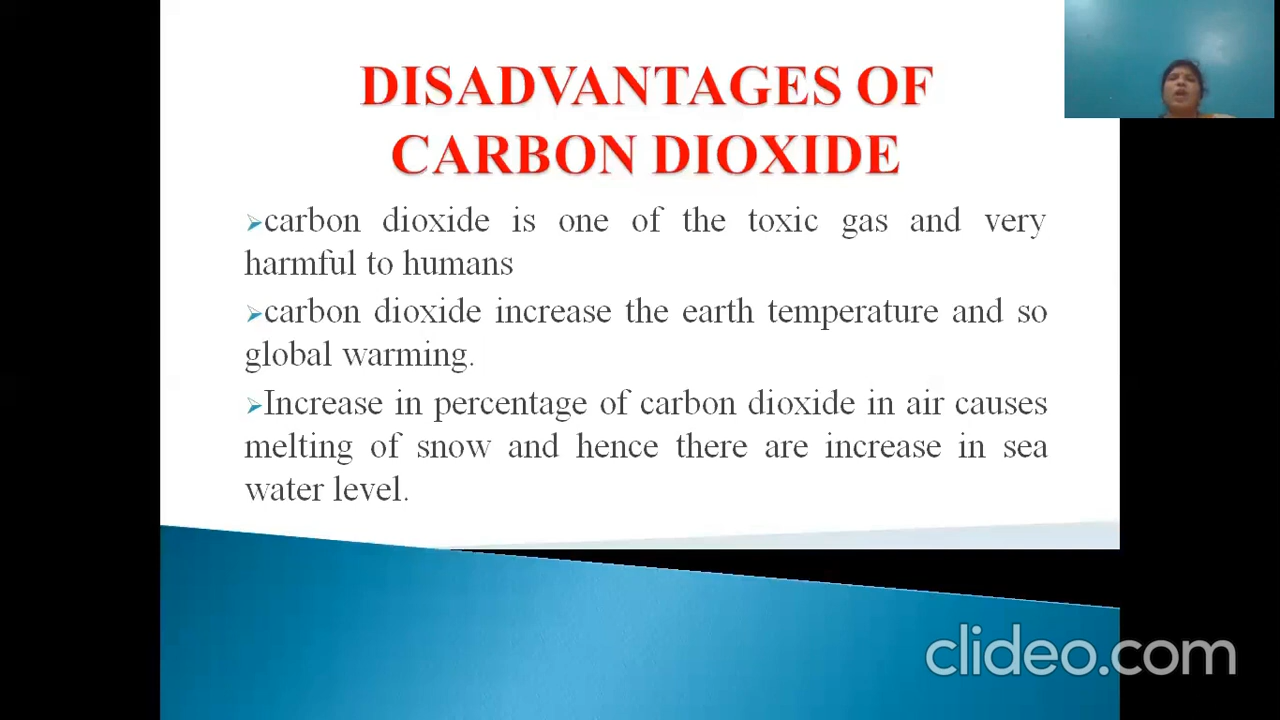 DISADVANTAGES OF
CARBON DIOXIDE
➢carbon dioxide is one of the toxic gas and very
harmful to humans
➢carbon dioxide increase the earth temperature and so
global warming.
➢Increase in percentage of carbon dioxide in air causes
melting of snow and hence there are increase in sea
water level.
clideo.com